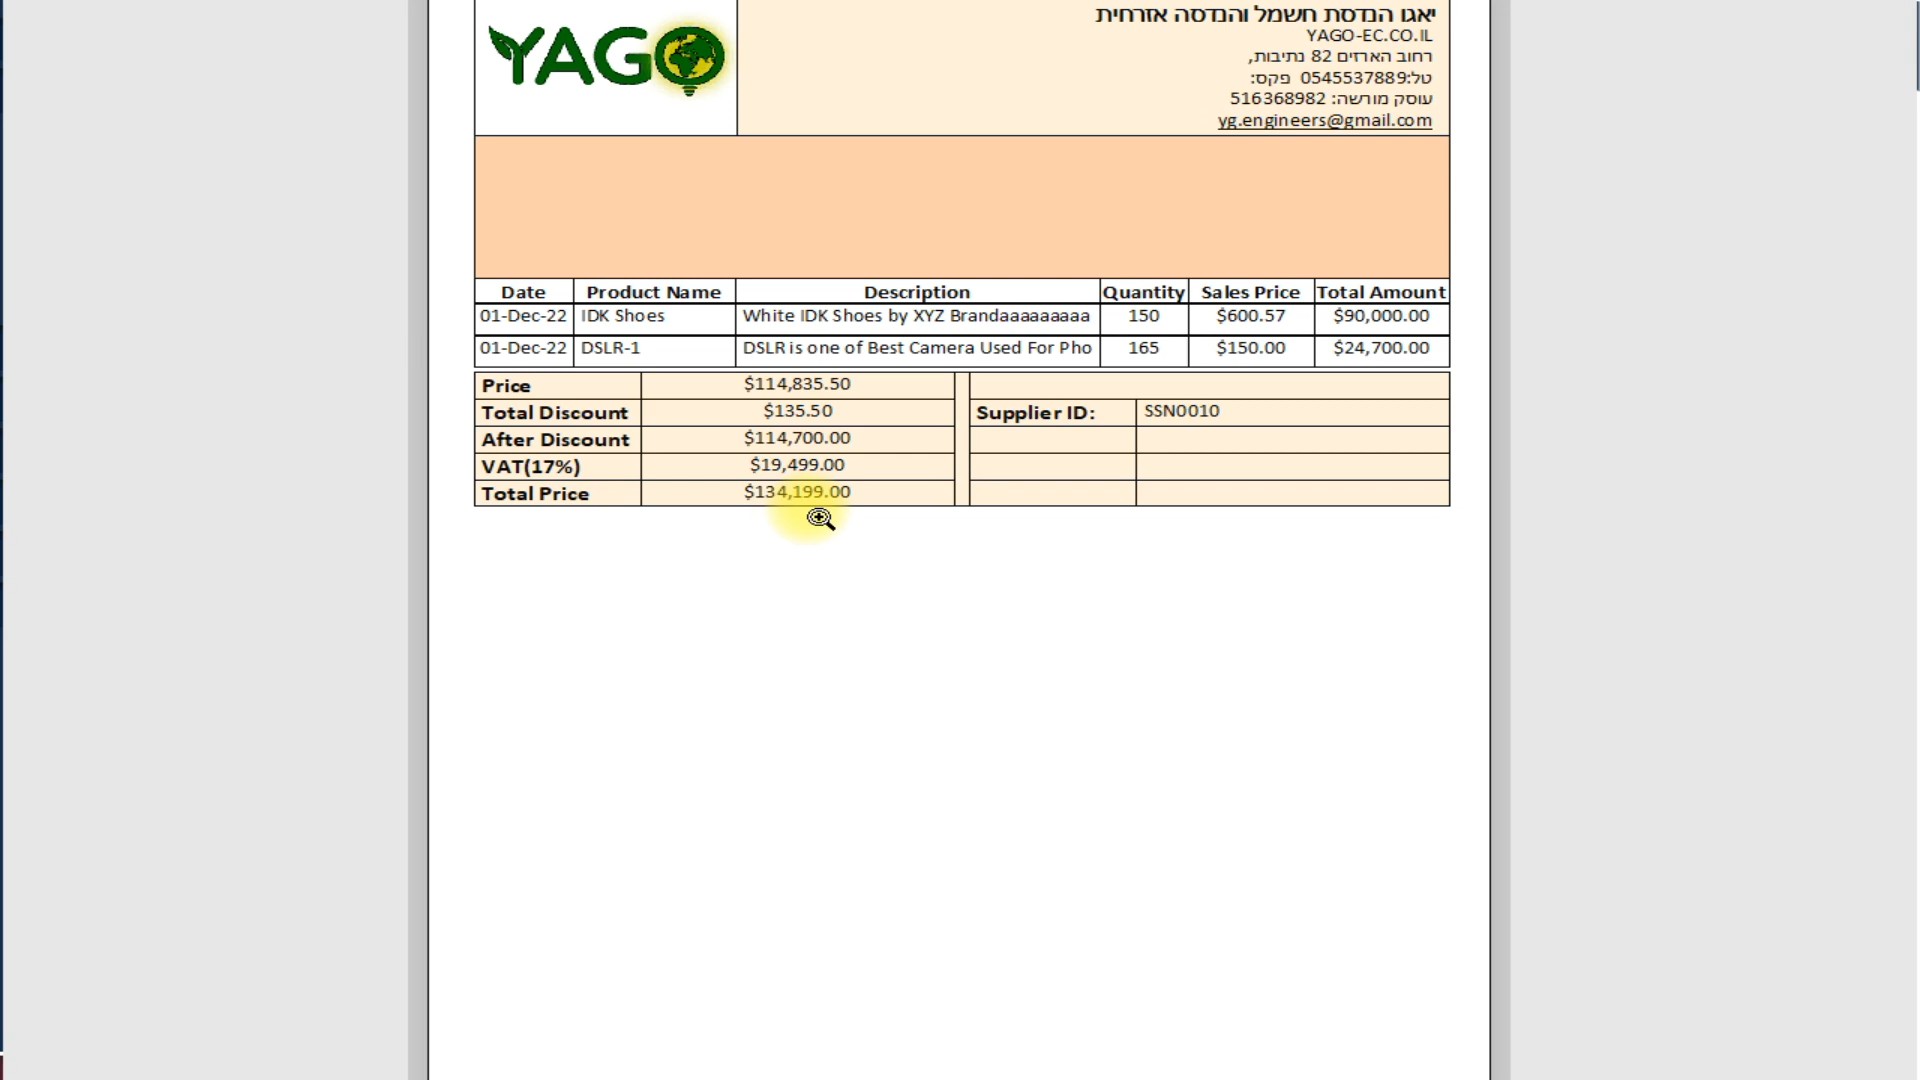 YAGO
יאגו הנדסת חשמל והנדסה אזרחית
YAGO-EC.CO.IL
רחוב הארזים 82 נתיבות,
טל:0545537889 פקס:
עוסק מורשה: 516368982
yg.engineers@gmail.com
Date Product Name Description Quantity Sales Price Total Amount
01-Dec-22 IDK Shoes White IDK Shoes by XYZ Brandaaaaaaaaa 150 $600.57 $90,000.00
01-Dec-22 DSLR-1 DSLR is one of Best Camera Used For Pho 165 $150.00 $24,700.00
Price $114,835.50
Total Discount $135.50 Supplier ID: SSN0010
After Discount $114,700.00
VAT(17%) $19,499.00
Total Price $134,199.00